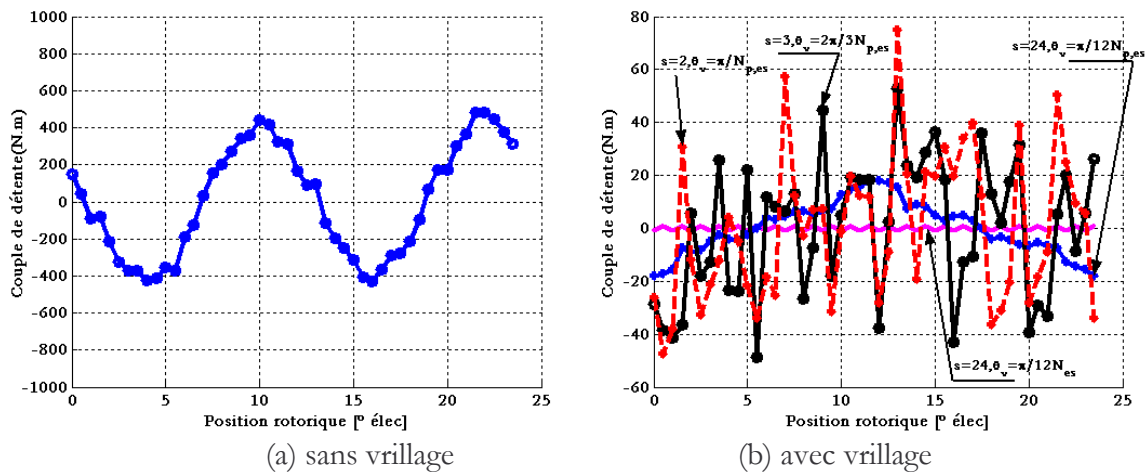 1000
800
600
400
200
0
-200
-400
-600
-800
-1000
Couple de détente(N.m)
0 5 10 15 20 25
Position rotorique [º élec]
(a) sans vrillage
80
60
40
20
0
-20
-40
-60
Couple de détente(N.m)
s=2,θv=π/Np,es
s=3,θv=2π/3Np,es
s=24,θv=π/12Np,es
s=24,θv=π/12Nes
0 5 10 15 20 25
Position rotorique [º élec]
(b) avec vrillage